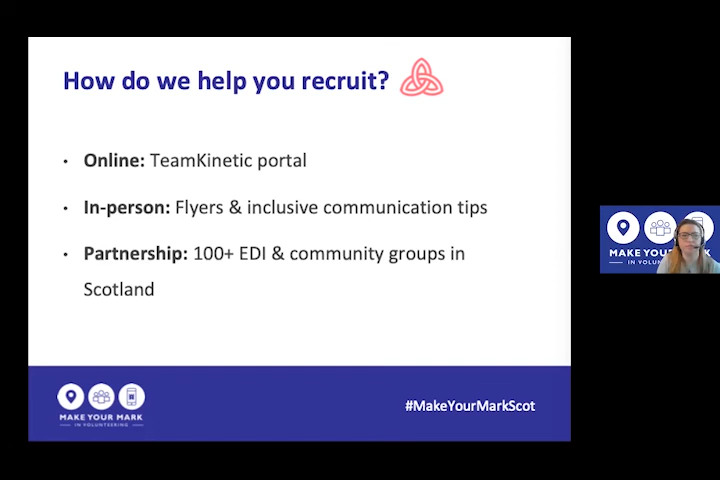 How do we help you recruit?
• Online: TeamKinetic portal
• In-person: Flyers & inclusive communication tips
• Partnership: 100+ EDI & community groups in
Scotland
MAKE YOUR MARK
IN VOLUNTEERING
#MakeYourMarkScot
MAKE YOUR MARK